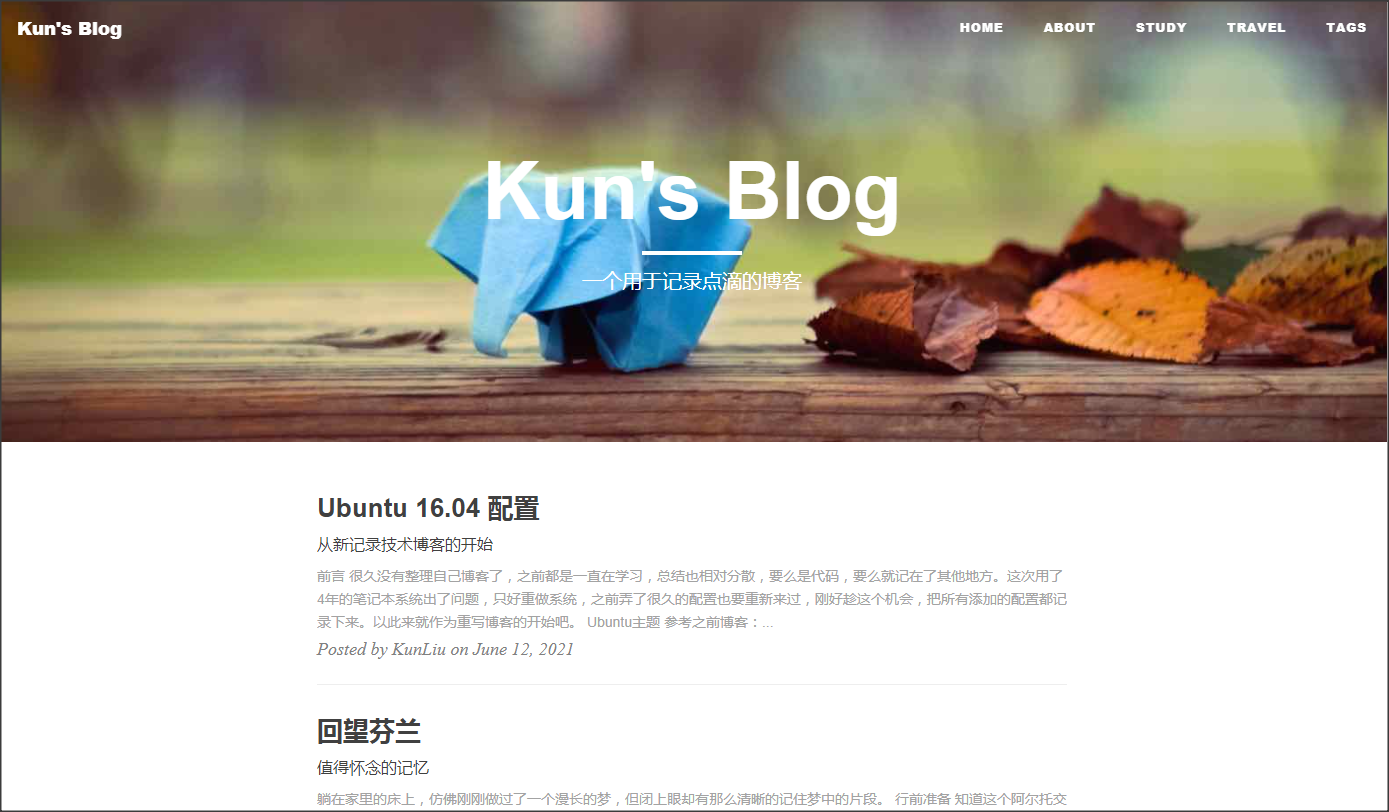 Kun's Blog
HOME ABOUT STUDY TRAVEL TAGS
Kun's Blog
一个用于记录点滴的博客
Ubuntu 16.04 配置
从新记录技术博客的开始
前言 很久没有整理自己博客了，之前都是一直在学习，总结也相对分散，要么是代码，要么就记在了其他地方。这次用了
4年的笔记本系统出了问题，只好重做系统，之前弄了很久的配置也要重新来过，刚好趁这个机会，把所有添加的配置都记
录下来。以此来就作为重写博客的开始吧。 Ubuntu主题 参考之前博客：...
Posted by KunLiu on June 12, 2021
回望芬兰
值得怀念的记忆
躺在家里的床上，仿佛刚刚做过了一个漫长的梦，但闭上眼却有那么清晰的记住梦中的片段。 行前准备 知道这个阿尔托交